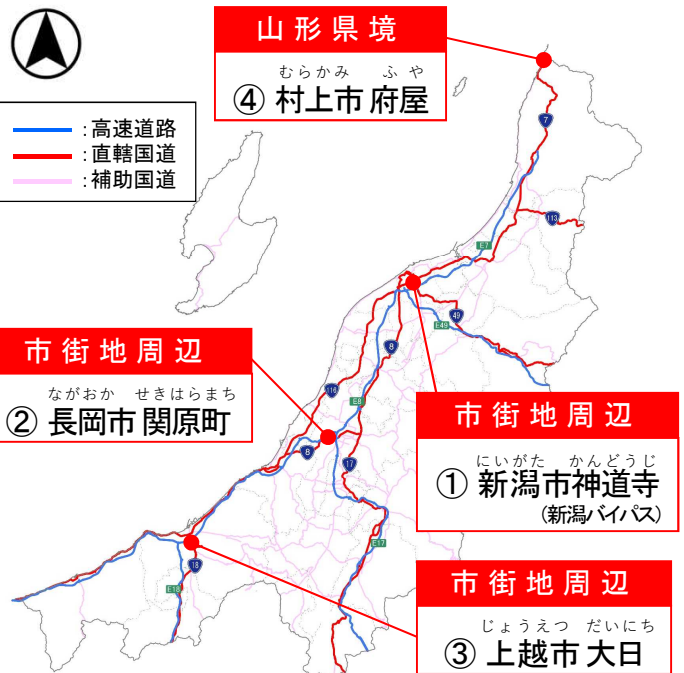 山形県境
むらかみ ふや
④ 村上市 府屋
:高速道路
:直轄国道
:補助国道
7
113
E7
49
E49
市街地周辺
ながおか せきはらまち
② 長岡市 関原町
8
116
E8
8
17
市街地周辺
にいがた かんどうじ
① 新潟市神道寺
(新潟バイパス)
E17
18
E18
市街地周辺
じょうえつ だいにち
③ 上越市 大日